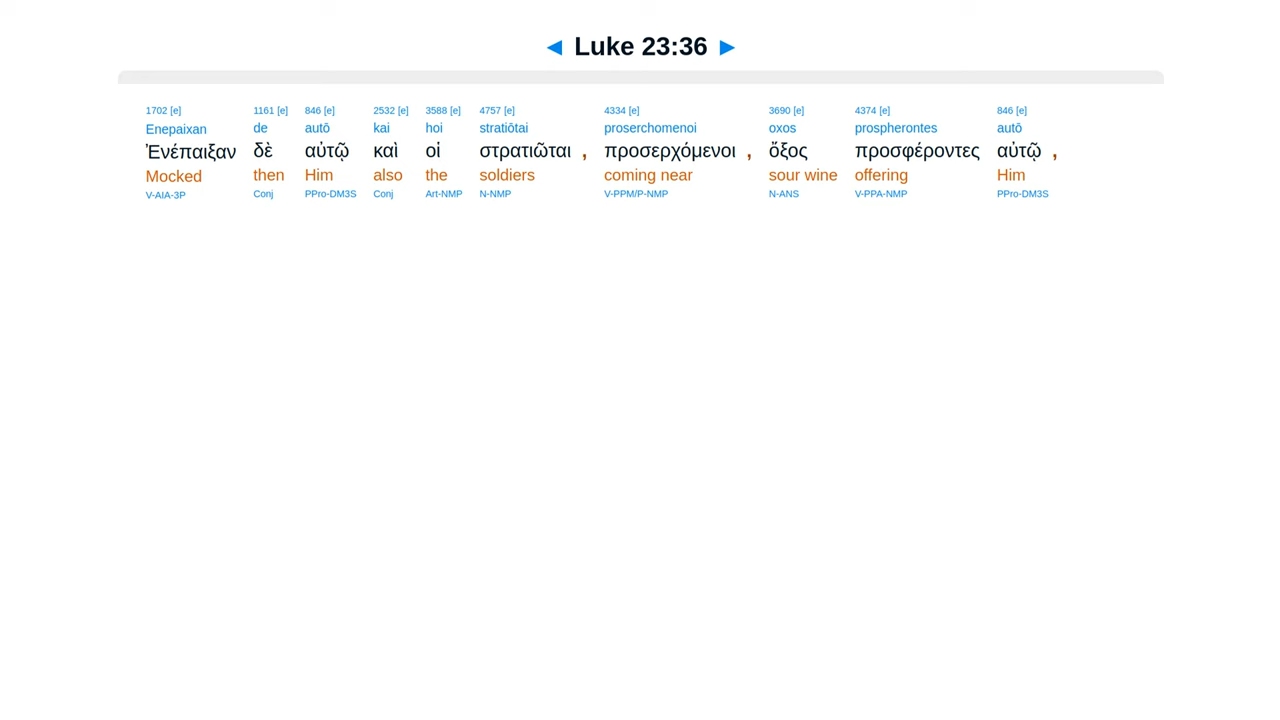 ◄ Luke 23:36 ►
1702 [e] 1161 [e] 846 [e] 2532 [e] 3588 [e] 4757 [e] 4334 [e] 3690 [e] 4374 [e] 846 [e]
Enepaixan de autō kai hoi stratiōtai proserchomenoi oxos prospherontes autō
Ἐνέπαιξαν δὲ αὐτῷ καὶ οἱ στρατιῶται , προσερχόμενοι , ὄξος προσφέροντες αὐτῷ ,
Mocked then Him also the soldiers coming near sour wine offering Him
V-AIA-3P Conj PPro-DM3S Conj Art-NMP N-NMP V-PPM/P-NMP N-ANS V-PPA-NMP PPro-DM3S